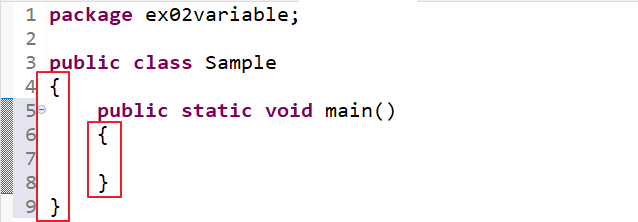 1 package ex02variable;
2
3 public class Sample
4 {
5 public static void main()
6 {
7
8 }
9 }